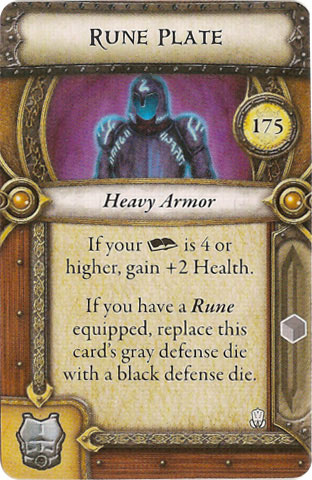 Rune Plate
175
Heavy Armor
If your is 4 or
higher, gain +2 Health.
If you have a Rune
equipped, replace this
card's gray defense die
with a black defense die.